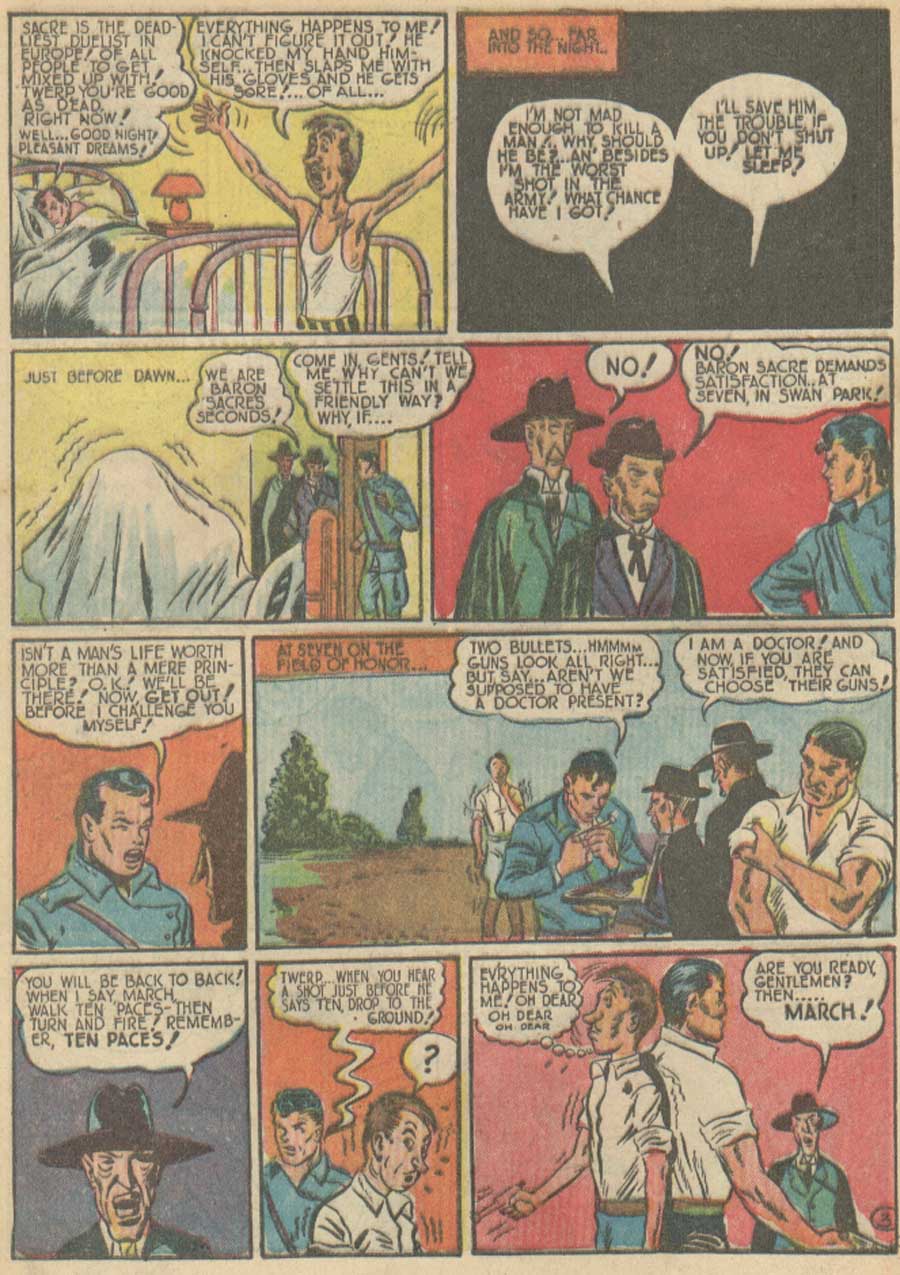 SACRE IS THE DEAD-
LIEST DUELIST IN
EUROPE! OF ALL
PEOPLE TO GET
MIXED UP WITH!
TWERP YOU'RE GOOD
AS DEAD.
RIGHT NOW!
WELL...GOOD NIGHT!
PLEASANT DREAMS!
EVERYTHING HAPPENS TO ME!
I CAN'T FIGURE IT OUT! HE
KNOCKED MY HAND HIM-
SELF...THEN SLAPS ME WITH
HIS GLOVES AND HE GETS
SORE!... OF ALL...
AND SO.. FAR
INTO THE NIGHT..
I'M NOT MAD
ENOUGH TO KILL A
MAN!.. WHY SHOULD
HE BE?...AN' BESIDES
I'M THE WORST
SHOT IN THE
ARMY! WHAT CHANCE
HAVE I GOT!
I'LL SAVE HIM
THE TROUBLE IF
YOU DON'T SHUT
UP! LET ME
SLEEP!
JUST BEFORE DAWN...
WE ARE
BARON
SACRE'S
SECONDS!
COME IN GENTS! TELL
ME, WHY CAN'T WE
SETTLE THIS IN A
FRIENDLY WAY?
WHY, IF....
NO!
NO!
BARON SACRE DEMANDS
SATISFACTION..AT
SEVEN, IN SWAN PARK!
ISN'T A MAN'S LIFE WORTH
MORE THAN A MERE PRIN-
CIPLE? O.K.! WE'LL BE
THERE! NOW, GET OUT!
BEFORE I CHALLENGE YOU
MYSELF!
AT SEVEN ON THE
FIELD OF HONOR...
TWO BULLETS...HMMMM
GUNS LOOK ALL RIGHT...
BUT SAY...AREN'T WE
SUPPOSED TO HAVE
A DOCTOR PRESENT?
I AM A DOCTOR! AND
NOW, IF YOU ARE
SATISFIED, THEY CAN
CHOOSE THEIR GUNS!
YOU WILL BE BACK TO BACK!
WHEN I SAY, MARCH,
WALK TEN PACES-THEN
TURN AND FIRE! REMEMB-
ER, TEN PACES!
TWERP...WHEN YOU HEAR
A SHOT JUST BEFORE HE
SAYS TEN, DROP TO THE
GROUND!
?
EVRYTHING
HAPPENS TO
ME! OH DEAR
OH DEAR
OH DEAR
ARE YOU READY,
GENTLEMEN?
THEN.....
MARCH!
3